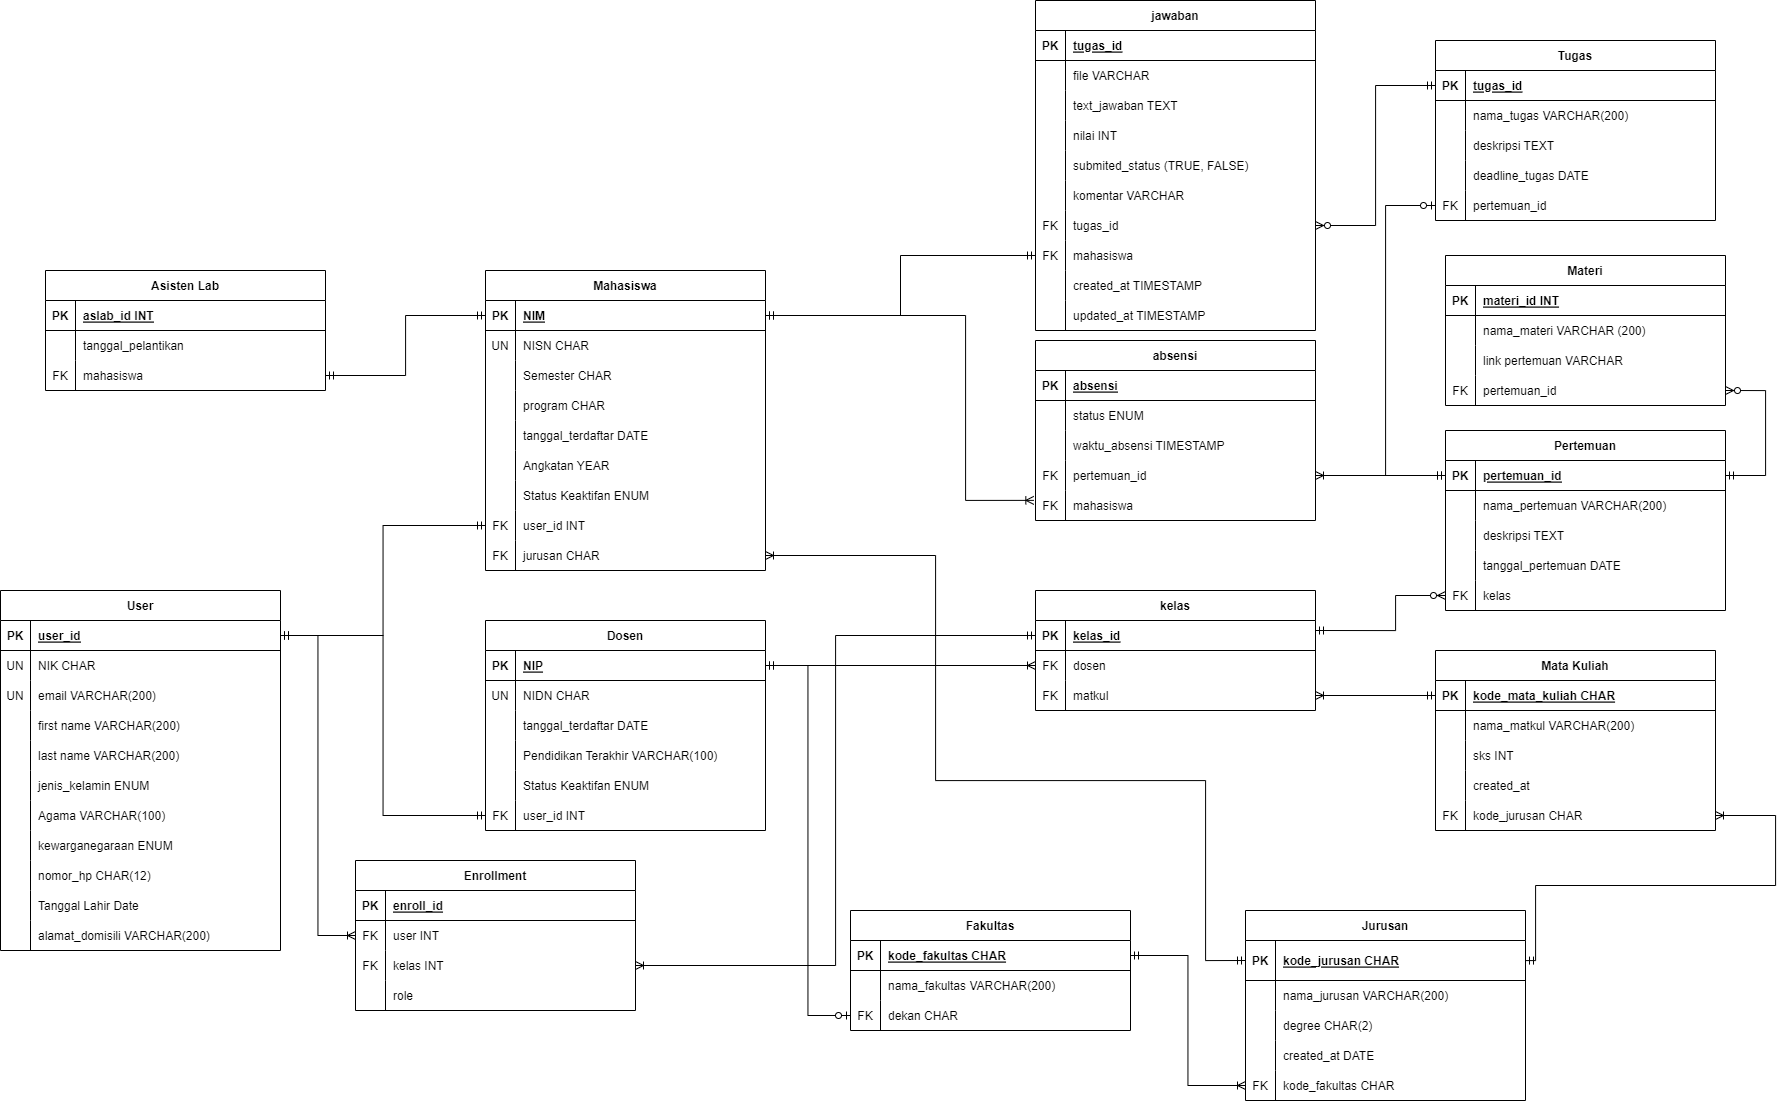 jawaban
PK tugas_id
file VARCHAR
text_jawaban TEXT
nilai INT
submited_status (TRUE, FALSE)
komentar VARCHAR
FK tugas_id
FK mahasiswa
created_at TIMESTAMP
updated_at TIMESTAMP
Tugas
PK tugas_id
nama_tugas VARCHAR(200)
deskripsi TEXT
deadline_tugas DATE
FK pertemuan_id
Asisten Lab
PK aslab_id INT
tanggal_pelantikan
FK mahasiswa
Mahasiswa
PK NIM
UN NISN CHAR
Semester CHAR
program CHAR
tanggal_terdaftar DATE
Angkatan YEAR
Status Keaktifan ENUM
FK user_id INT
FK jurusan CHAR
absensi
PK absensi
status ENUM
waktu_absensi TIMESTAMP
FK pertemuan_id
FK mahasiswa
Materi
PK materi_id INT
nama_materi VARCHAR (200)
link pertemuan VARCHAR
FK pertemuan_id
Pertemuan
PK pertemuan_id
nama_pertemuan VARCHAR(200)
deskripsi TEXT
tanggal_pertemuan DATE
FK kelas
User
PK user_id
UN NIK CHAR
UN email VARCHAR(200)
first name VARCHAR(200)
last name VARCHAR(200)
jenis_kelamin ENUM
Agama VARCHAR(100)
kewarganegaraan ENUM
nomor_hp CHAR(12)
Tanggal Lahir Date
alamat_domisili VARCHAR(200)
Dosen
PK NIP
UN NIDN CHAR
tanggal_terdaftar DATE
Pendidikan Terakhir VARCHAR(100)
Status Keaktifan ENUM
FK user_id INT
kelas
PK kelas_id
FK dosen
FK matkul
Mata Kuliah
PK kode_mata_kuliah CHAR
nama_matkul VARCHAR(200)
sks INT
created_at
FK kode_jurusan CHAR
Enrollment
PK enroll_id
FK user INT
FK kelas INT
role
Fakultas
PK kode_fakultas CHAR
nama_fakultas VARCHAR(200)
FK dekan CHAR
Jurusan
PK kode_jurusan CHAR
nama_jurusan VARCHAR(200)
degree CHAR(2)
created_at DATE
FK kode_fakultas CHAR